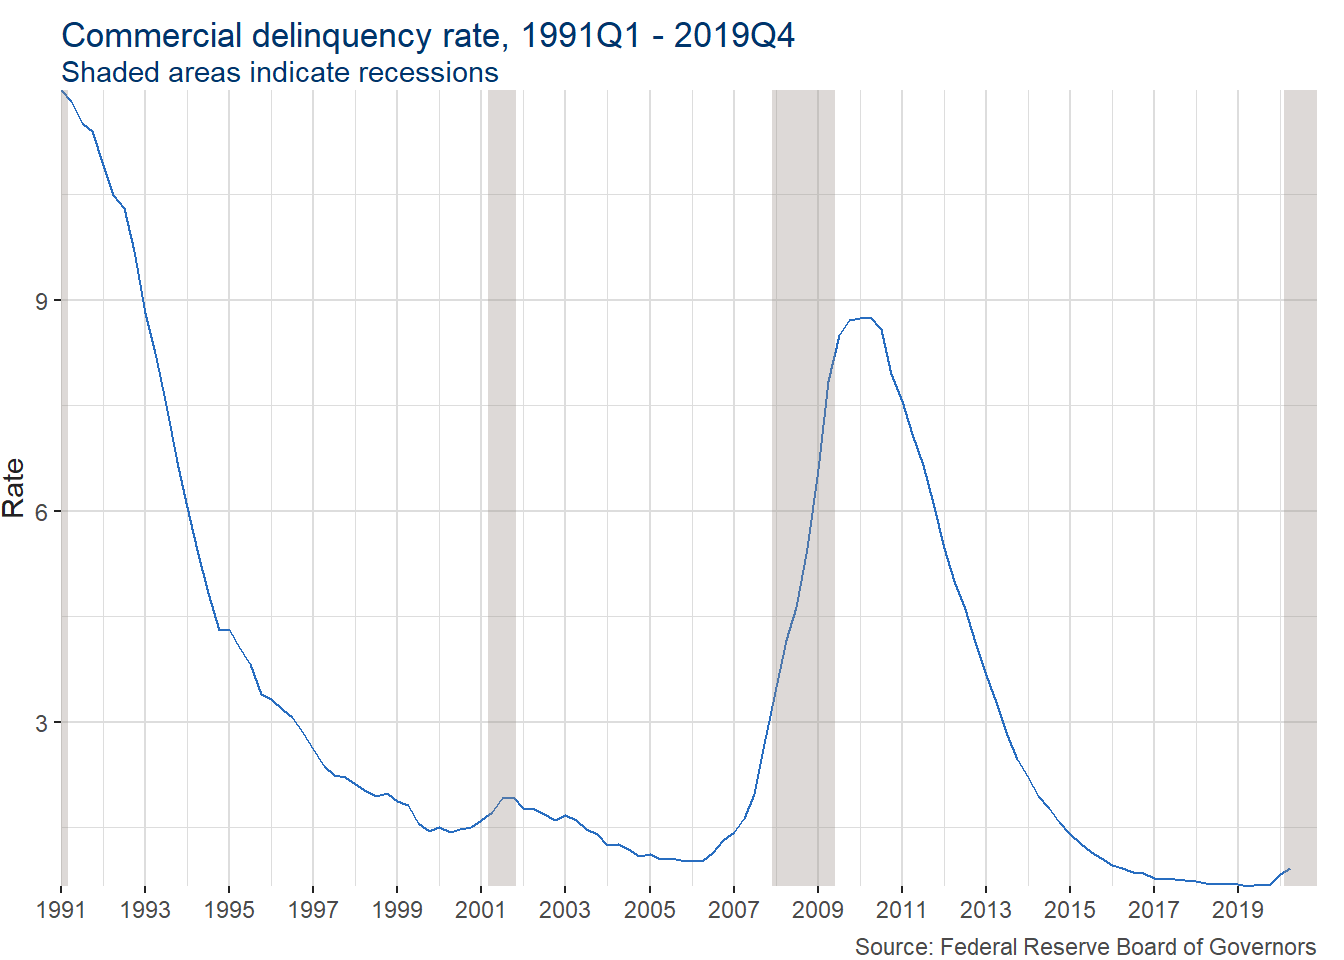 Commercial delinquency rate, 1991Q1 - 2019Q4
Shaded areas indicate recessions
Rate
9
6
3
1991 1993 1995 1997 1999 2001 2003 2005 2007 2009 2011 2013 2015 2017 2019
Source: Federal Reserve Board of Governors